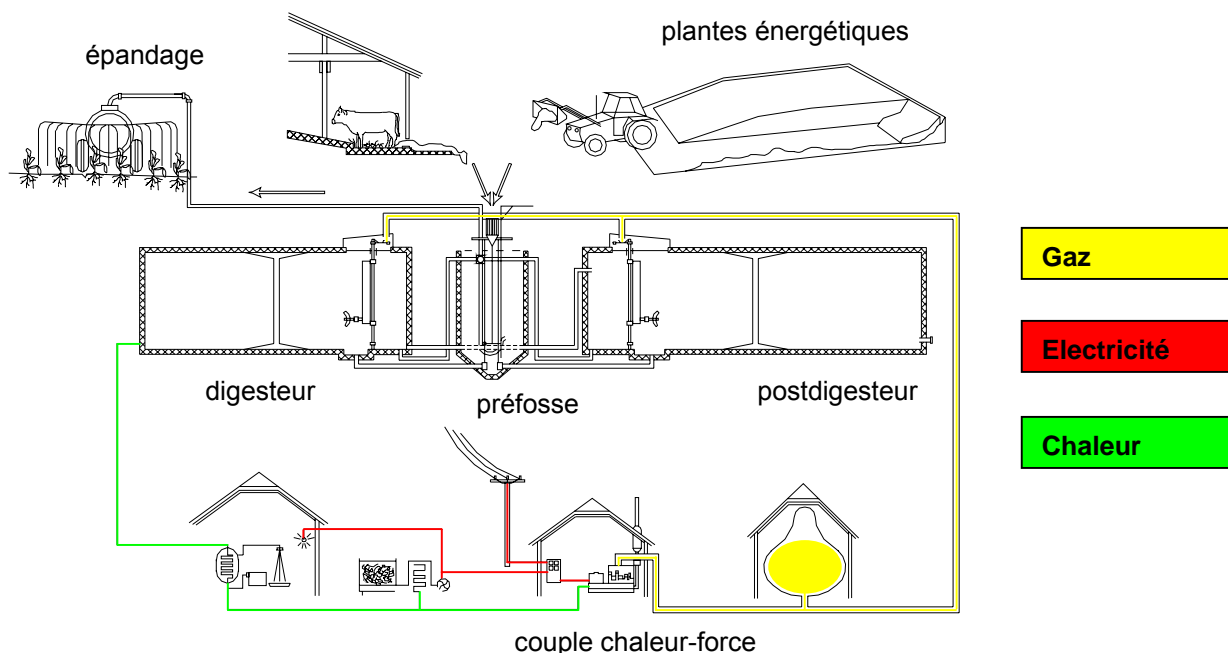 plantes énergétiques
épandage
Gaz
Electricité
Chaleur
digesteur
préfosse
postdigesteur
couple chaleur-force